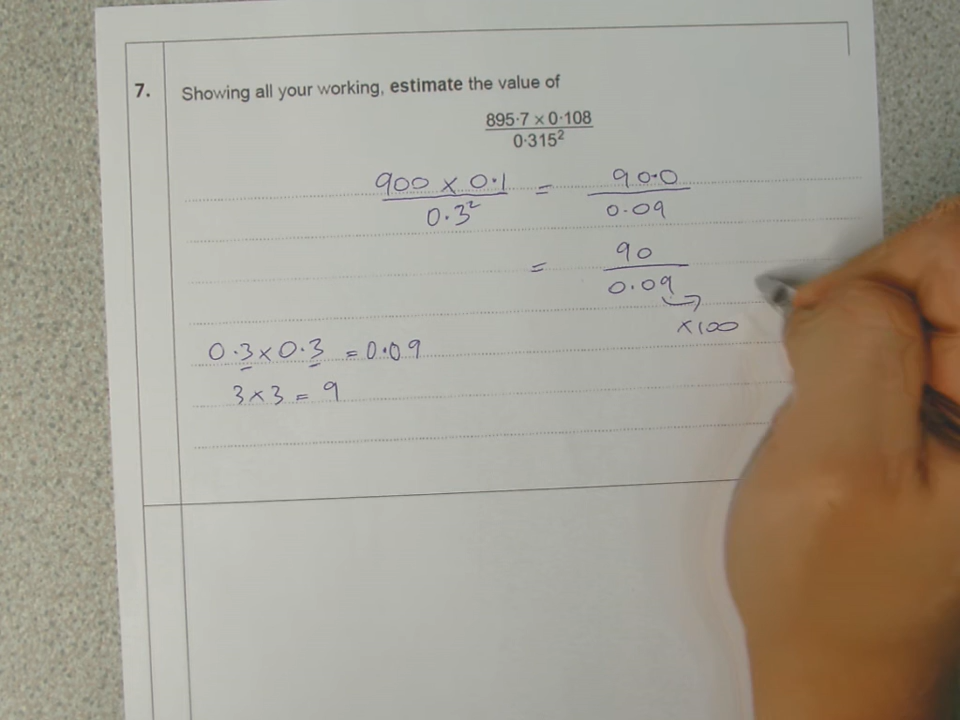 7. Showing all your working, estimate the value of
895·7 × 0·108
0·315²
900 × 0.1 = 90.0
0.3² 0.09
= 90
0.09
×100
0.3 × 0.3 = 0.09
3 × 3 = 9